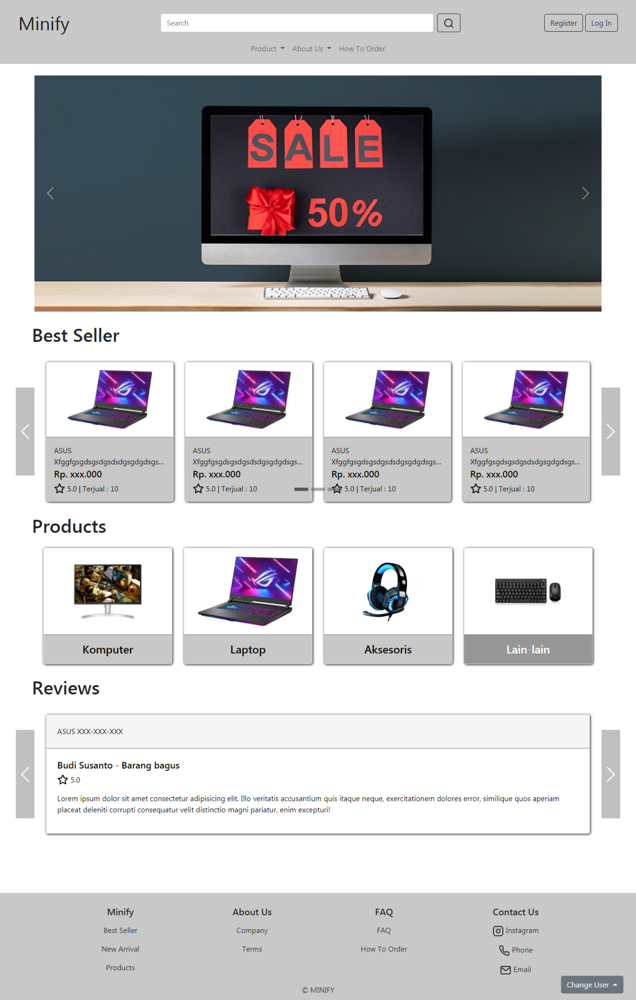 Minify
Search
Register
Log In
Product
About Us
How To Order
SALE
50%
Best Seller
ASUS
Xfggfgsgdsgsdgsdsdgsgdgdsgs...
Rp. xxx.000
5.0 | Terjual : 10
ASUS
Xfggfgsgdsgsdgsdsdgsgdgdsgs...
Rp. xxx.000
5.0 | Terjual : 10
ASUS
Xfggfgsgdsgsdgsdsdgsgdgdsgs...
Rp. xxx.000
5.0 | Terjual : 10
ASUS
Xfggfgsgdsgsdgsdsdgsgdgdsgs...
Rp. xxx.000
5.0 | Terjual : 10
Products
Komputer
Laptop
Aksesoris
Lain-lain
Reviews
ASUS XXX-XXX-XXX
Budi Susanto - Barang bagus
5.0
Lorem ipsum dolor sit amet consectetur adipisicing elit. Illo veritatis accusantium quis itaque neque, exercitationem dolores error, similique quos aperiam
placeat deleniti corrupti consequatur velit distinctio magni pariatur, enim excepturi!
Minify
Best Seller
New Arrival
Products
About Us
Company
Terms
FAQ
FAQ
How To Order
Contact Us
Instagram
Phone
Email
Change User
© MINIFY